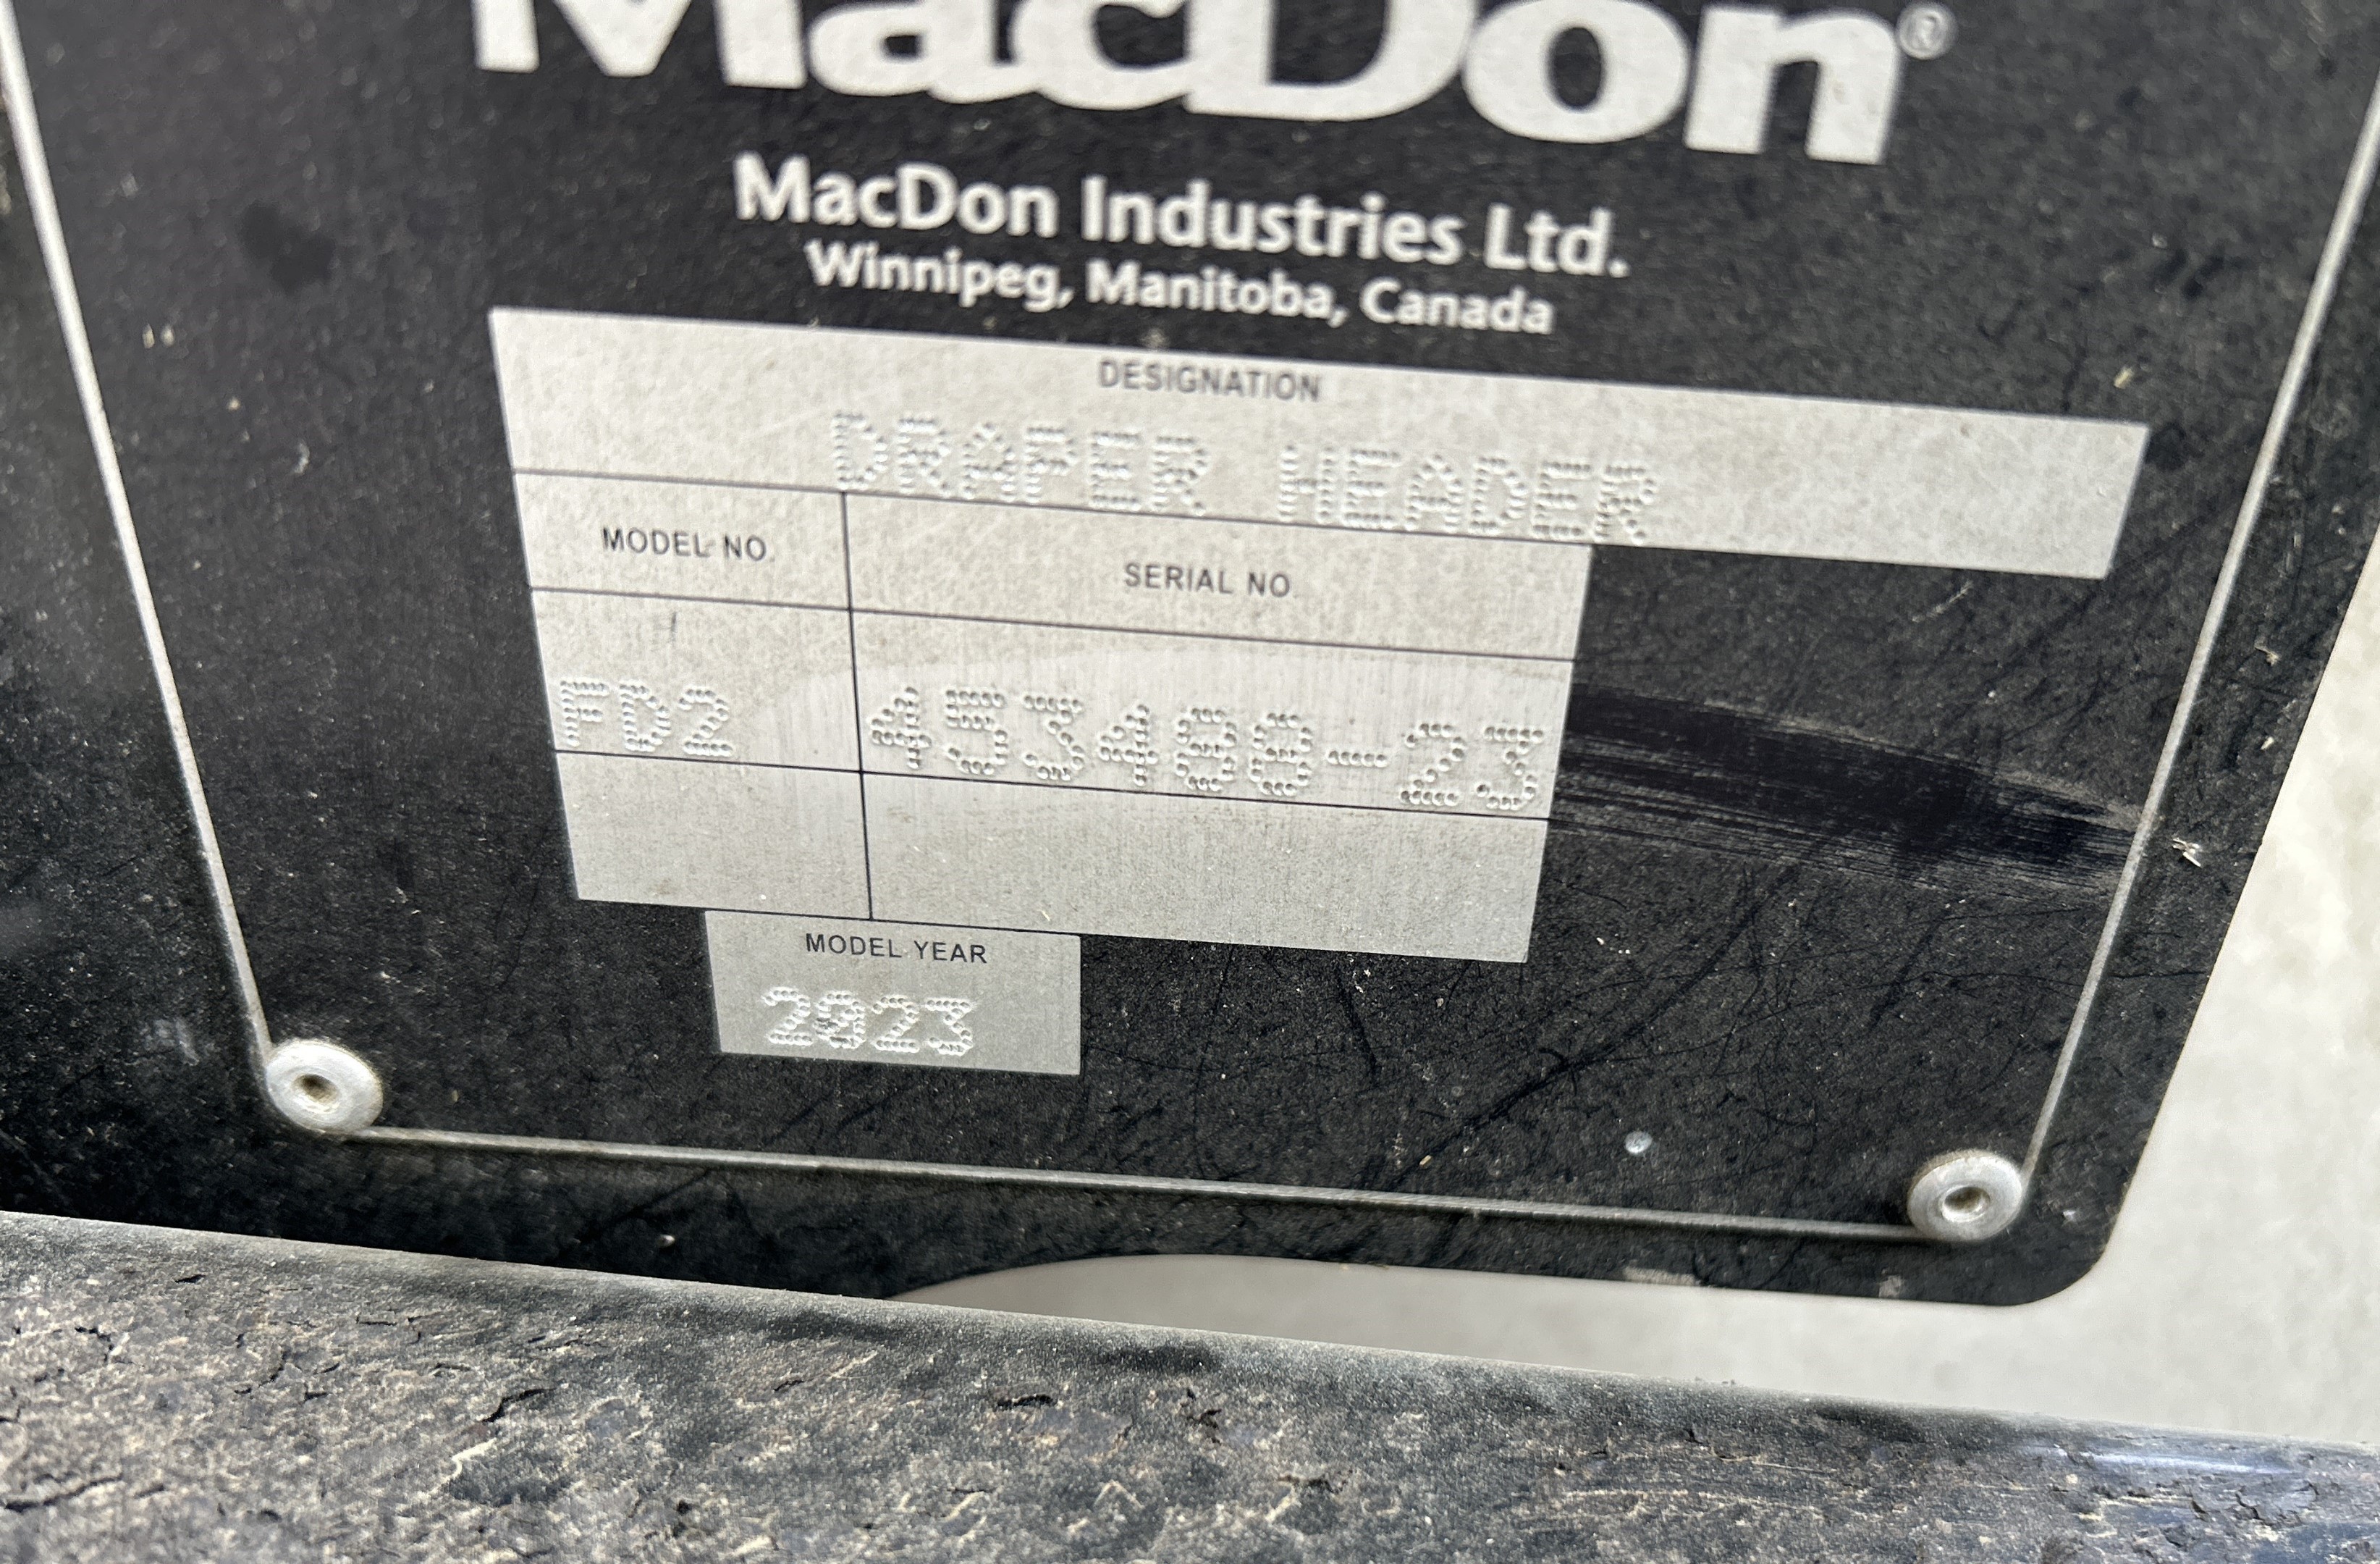 MacDon®
MacDon Industries Ltd.
Winnipeg, Manitoba, Canada
DESIGNATION
DRAPER HEADER
MODEL NO.
SERIAL NO
FD2
453488-23
MODEL YEAR
2023